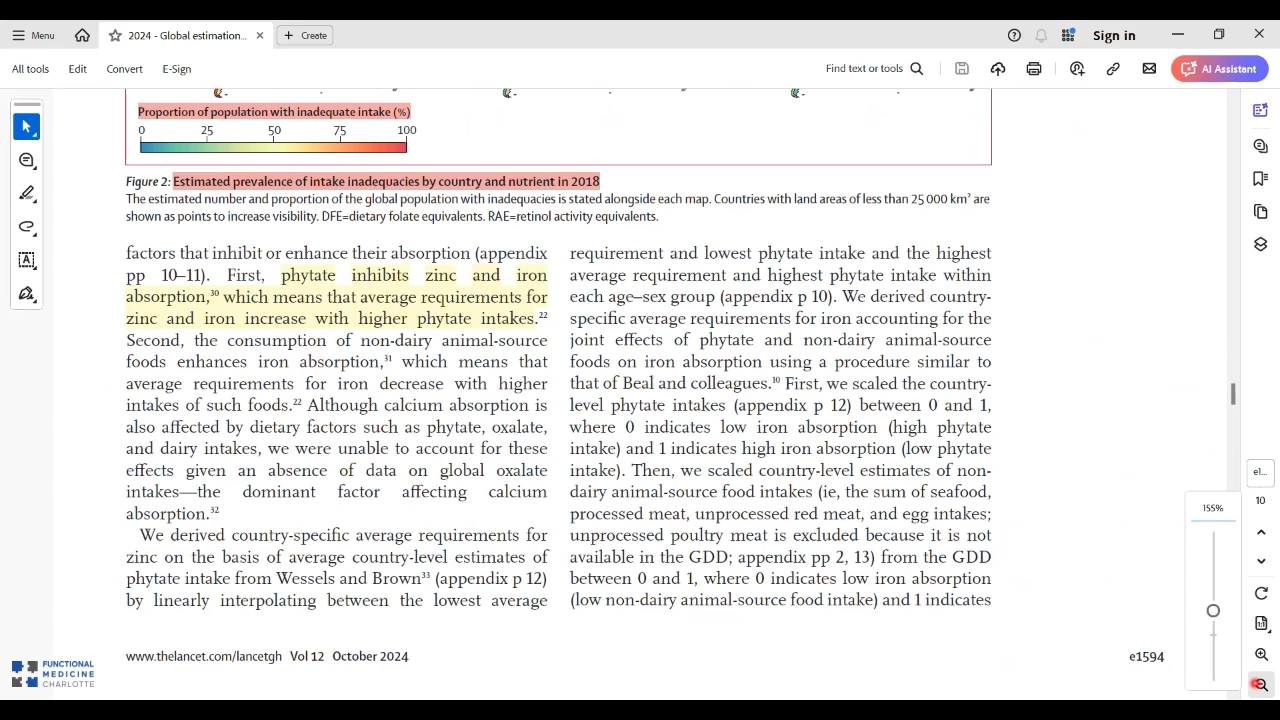 Menu
2024 - Global estimation...
Create
Sign in
All tools
Edit
Convert
E-Sign
Find text or tools
AI Assistant
Proportion of population with inadequate intake (%)
0 25 50 75 100
Figure 2: Estimated prevalence of intake inadequacies by country and nutrient in 2018
The estimated number and proportion of the global population with inadequacies is stated alongside each map. Countries with land areas of less than 25 000 km² are
shown as points to increase visibility. DFE=dietary folate equivalents. RAE=retinol activity equivalents.
factors that inhibit or enhance their absorption (appendix
pp 10–11). First, phytate inhibits zinc and iron
absorption,³⁰ which means that average requirements for
zinc and iron increase with higher phytate intakes.²²
Second, the consumption of non-dairy animal-source
foods enhances iron absorption,³¹ which means that
average requirements for iron decrease with higher
intakes of such foods.²² Although calcium absorption is
also affected by dietary factors such as phytate, oxalate,
and dairy intakes, we were unable to account for these
effects given an absence of data on global oxalate
intakes—the dominant factor affecting calcium
absorption.³²
We derived country-specific average requirements for
zinc on the basis of average country-level estimates of
phytate intake from Wessels and Brown³³ (appendix p 12)
by linearly interpolating between the lowest average
requirement and lowest phytate intake and the highest
average requirement and highest phytate intake within
each age–sex group (appendix p 10). We derived country-
specific average requirements for iron accounting for the
joint effects of phytate and non-dairy animal-source
foods on iron absorption using a procedure similar to
that of Beal and colleagues.¹⁰ First, we scaled the country-
level phytate intakes (appendix p 12) between 0 and 1,
where 0 indicates low iron absorption (high phytate
intake) and 1 indicates high iron absorption (low phytate
intake). Then, we scaled country-level estimates of non-
dairy animal-source food intakes (ie, the sum of seafood,
processed meat, unprocessed red meat, and egg intakes;
unprocessed poultry meat is excluded because it is not
available in the GDD; appendix pp 2, 13) from the GDD
between 0 and 1, where 0 indicates low iron absorption
(low non-dairy animal-source food intake) and 1 indicates
www.thelancet.com/lancetgh Vol 12 October 2024
e1594
e1...
10
155%
FUNCTIONAL
MEDICINE
CHARLOTTE